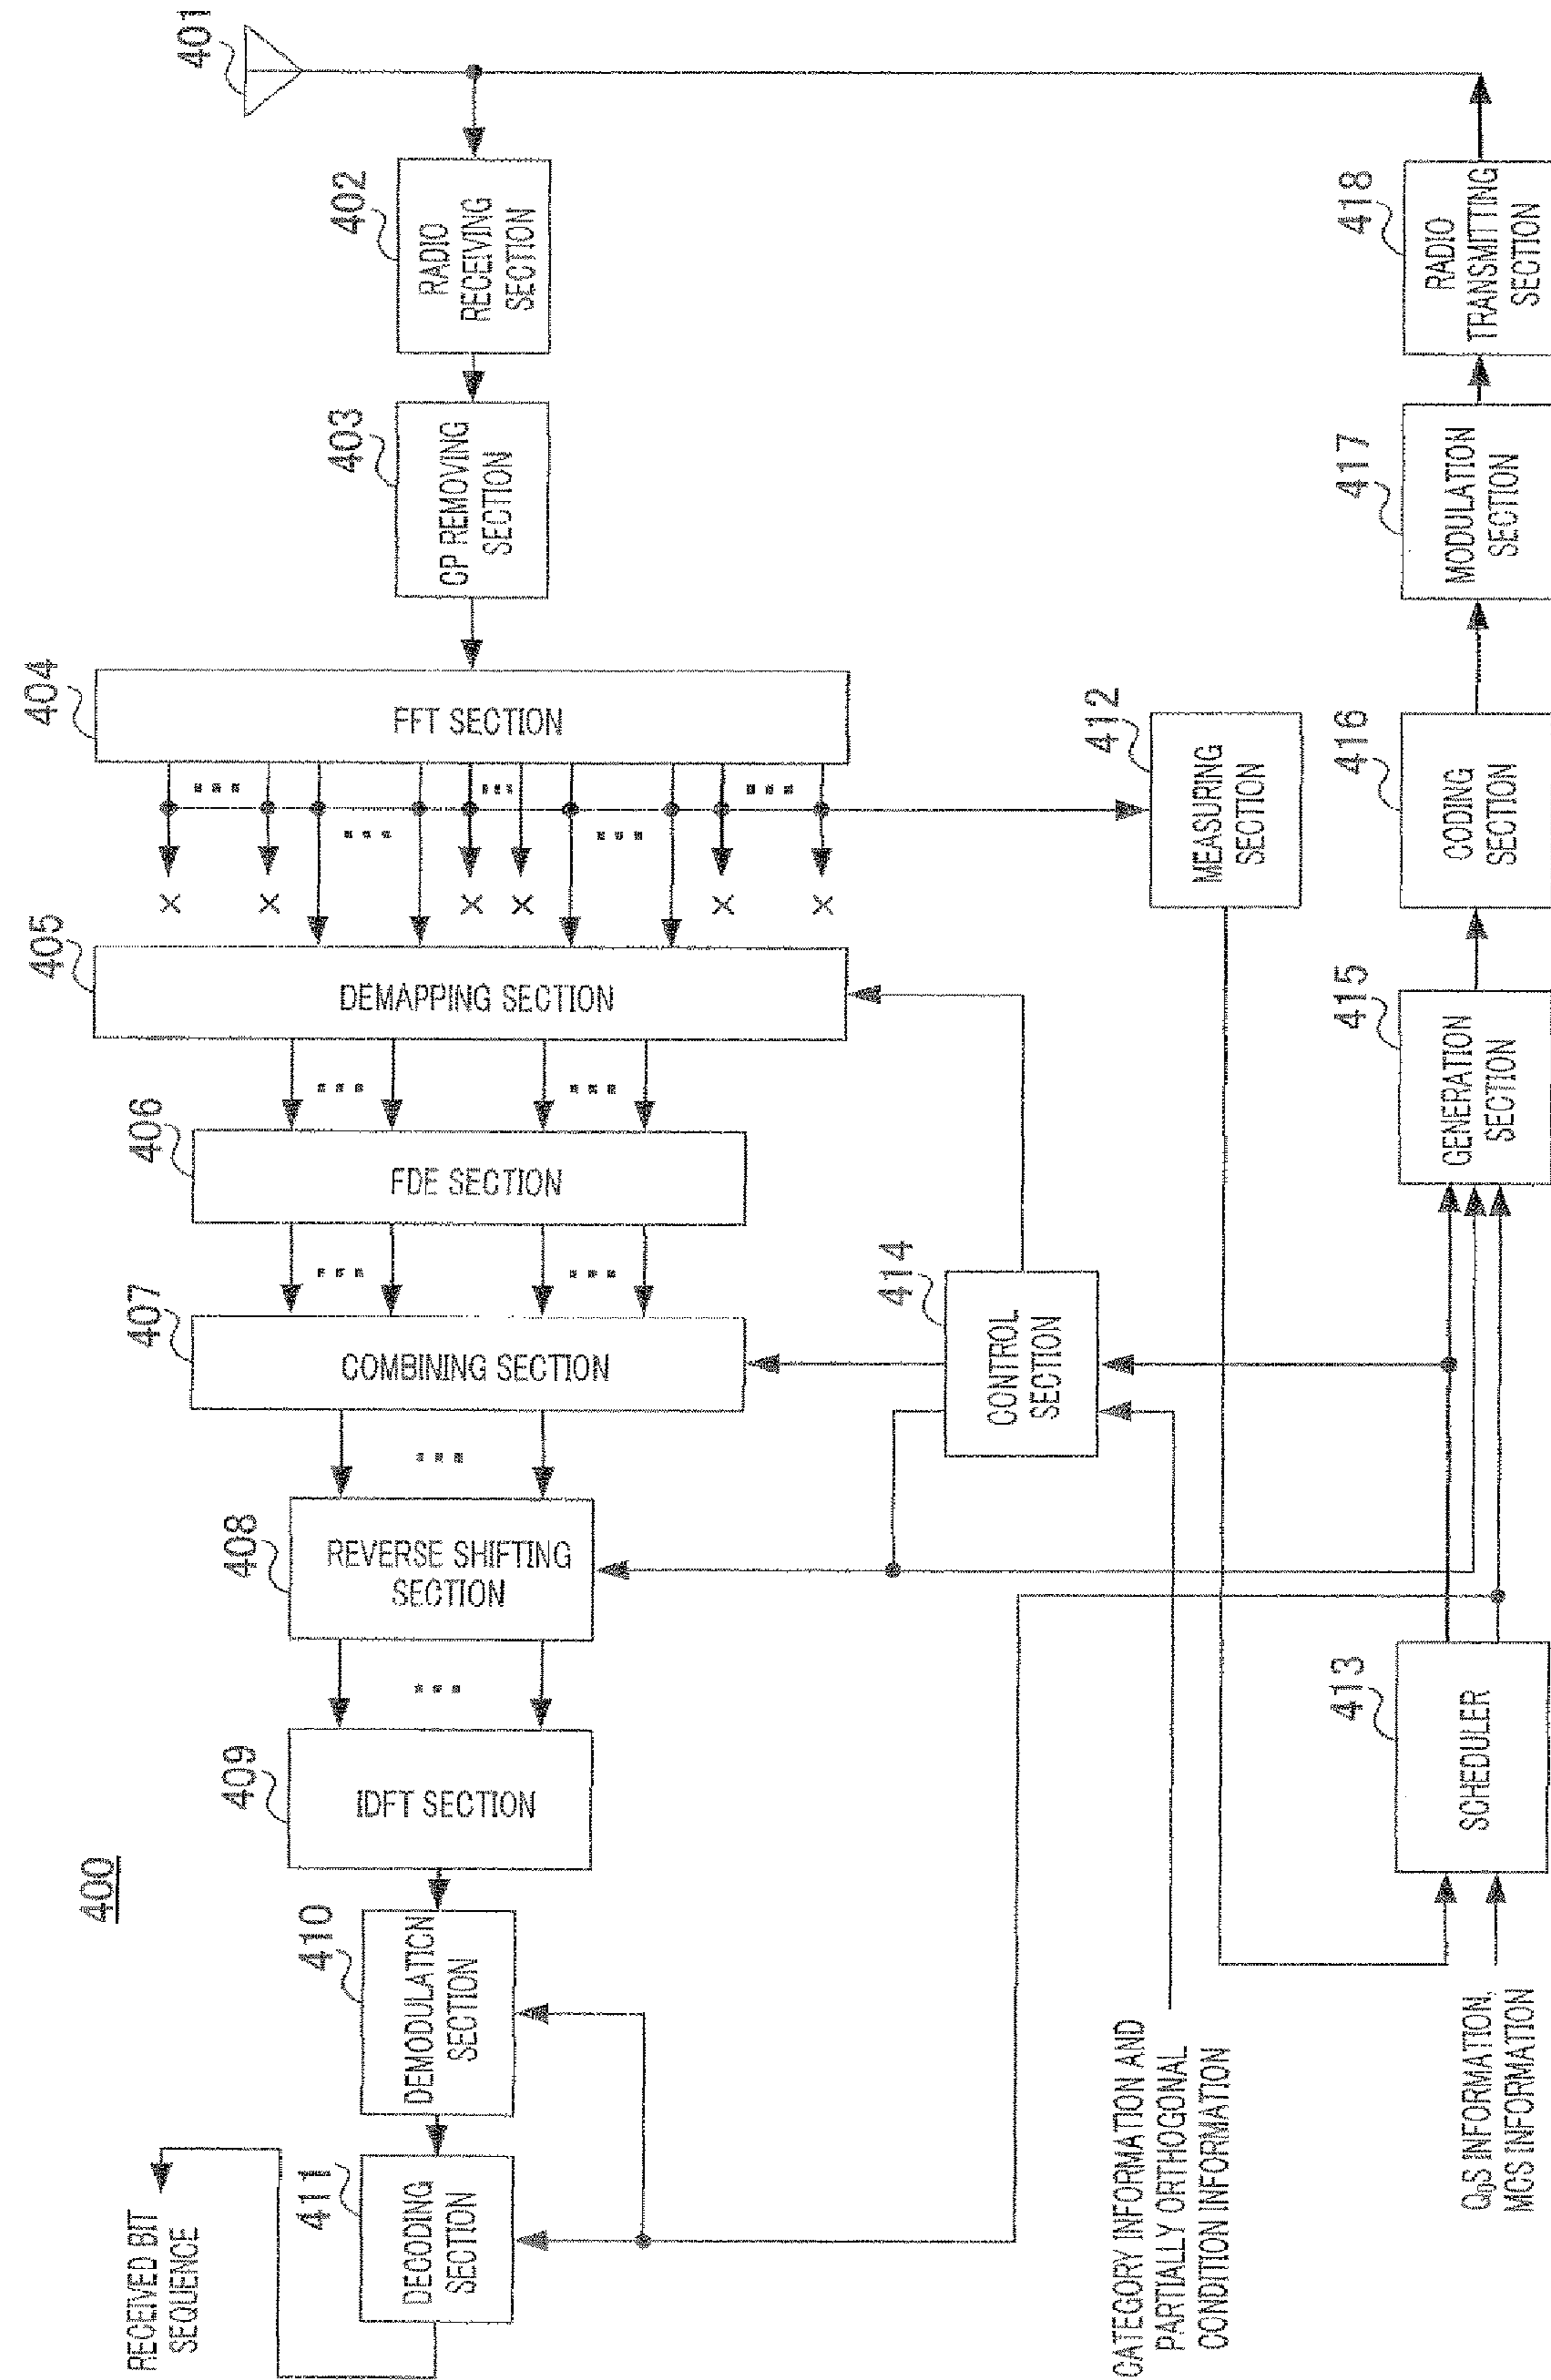 400
RECEIVED BIT
SEQUENCE
411
DECODING
SECTION
410
DEMODULATION
SECTION
409
IDFT SECTION
408
REVERSE SHIFTING
SECTION
407
COMBINING SECTION
406
FDE SECTION
405
DEMAPPING SECTION
X
X
X
X
X
X
404
FFT SECTION
403
CP REMOVING
SECTION
402
RADIO
RECEIVING
SECTION
401
CATEGORY INFORMATION AND
PARTIALLY ORTHOGONAL
CONDITION INFORMATION
414
CONTROL
SECTION
412
MEASURING
SECTION
QoS INFORMATION,
MCS INFORMATION
413
SCHEDULER
415
GENERATION
SECTION
416
CODING
SECTION
417
MODULATION
SECTION
418
RADIO
TRANSMITTING
SECTION